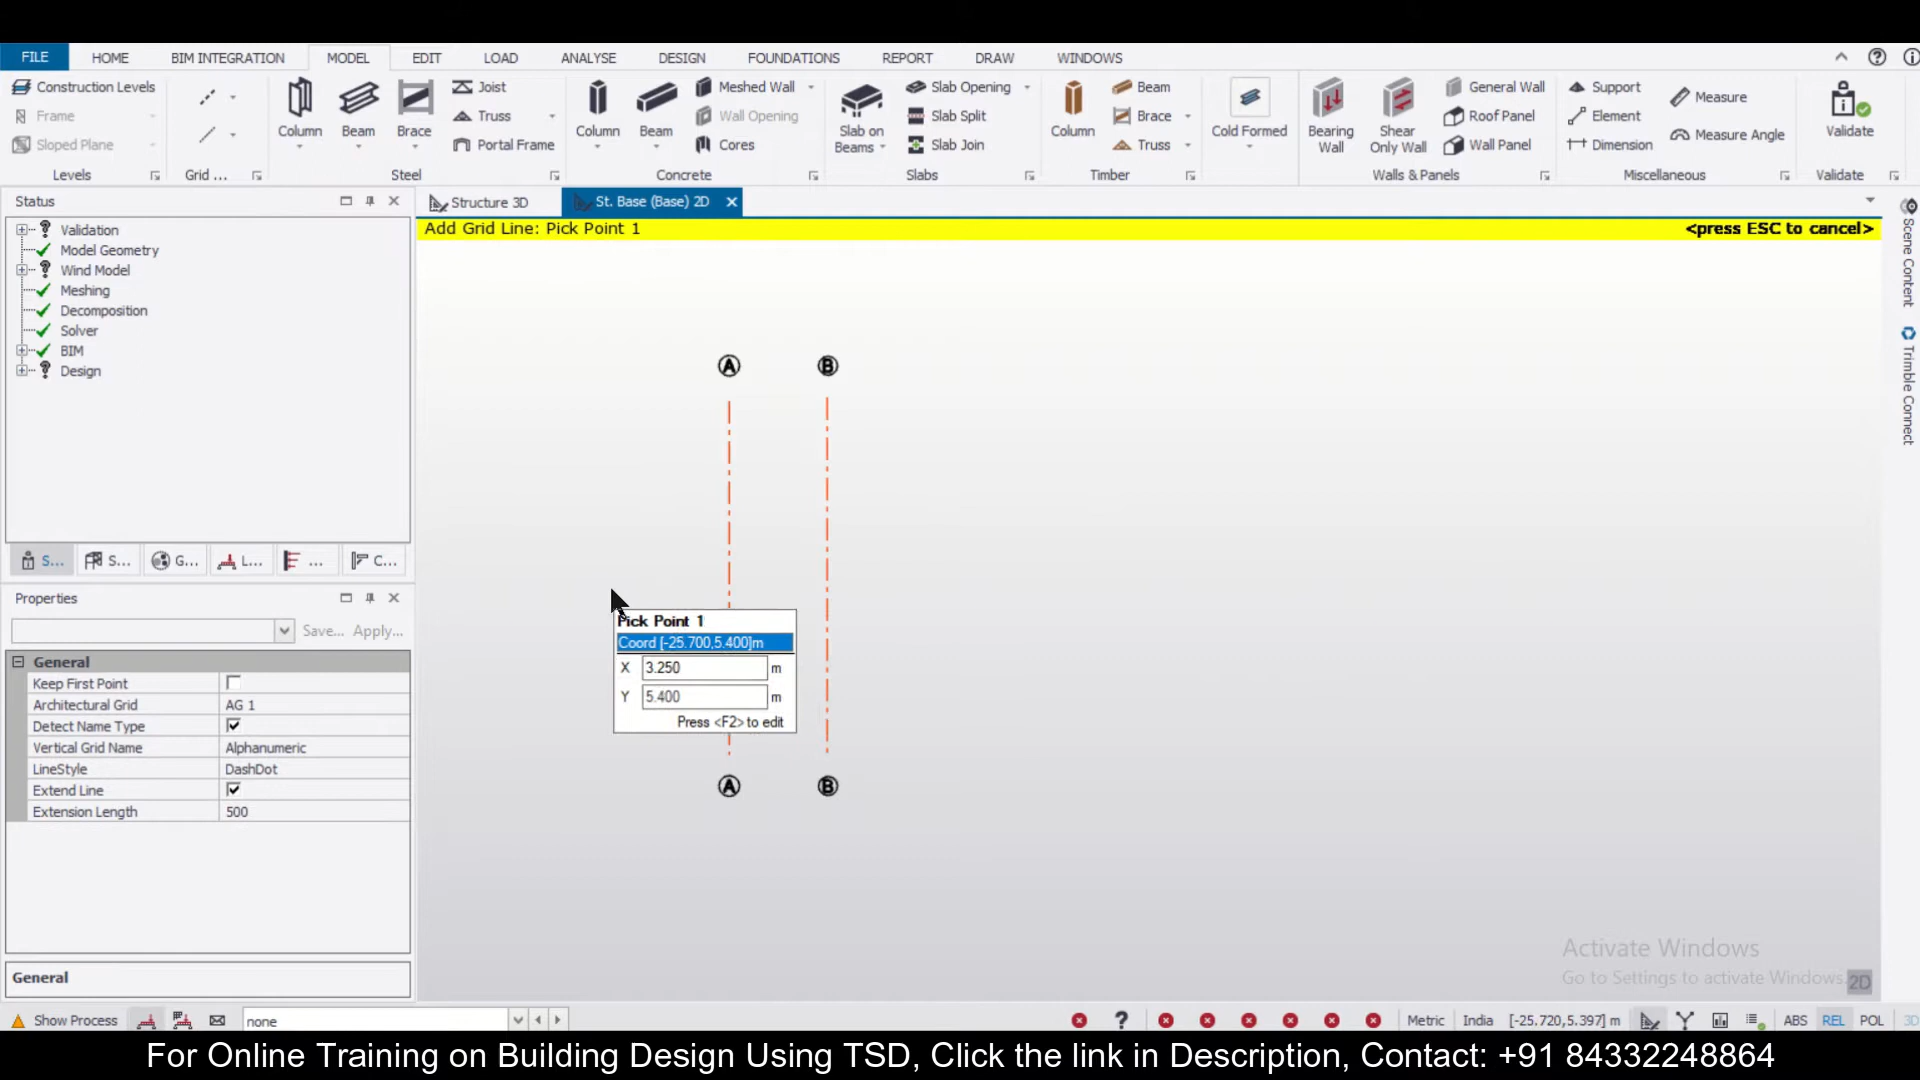 FILE HOME BIM INTEGRATION MODEL EDIT LOAD ANALYSE DESIGN FOUNDATIONS REPORT DRAW WINDOWS
Construction Levels
Frame
Sloped Plane
Levels
Grid ...
Column
Beam
Brace
Joist
Truss
Portal Frame
Steel
Column
Beam
Meshed Wall
Wall Opening
Cores
Concrete
Slab on
Beams
Slab Opening
Slab Split
Slab Join
Slabs
Column
Beam
Brace
Truss
Timber
Cold Formed
Bearing
Wall
Shear
Only Wall
General Wall
Roof Panel
Wall Panel
Walls & Panels
Support
Element
Dimension
Measure
Measure Angle
Miscellaneous
Validate
Validate
Status
Validation
Model Geometry
Wind Model
Meshing
Decomposition
Solver
BIM
Design
S... S... G... L... ... C...
Properties
Save... Apply...
General
Keep First Point
Architectural Grid AG 1
Detect Name Type
Vertical Grid Name Alphanumeric
LineStyle DashDot
Extend Line
Extension Length 500
General
Structure 3D
St. Base (Base) 2D
Add Grid Line: Pick Point 1 <press ESC to cancel>
A B
Pick Point 1
Coord [-25.700,5.400]m
X 3.250 m
Y 5.400 m
Press <F2> to edit
A B
Scene Content
Trimble Connect
Activate Windows
Go to Settings to activate Windows.
2D
Show Process none Metric India [-25.720,5.397] m ABS REL POL 3D
For Online Training on Building Design Using TSD, Click the link in Description, Contact: +91 84332248864